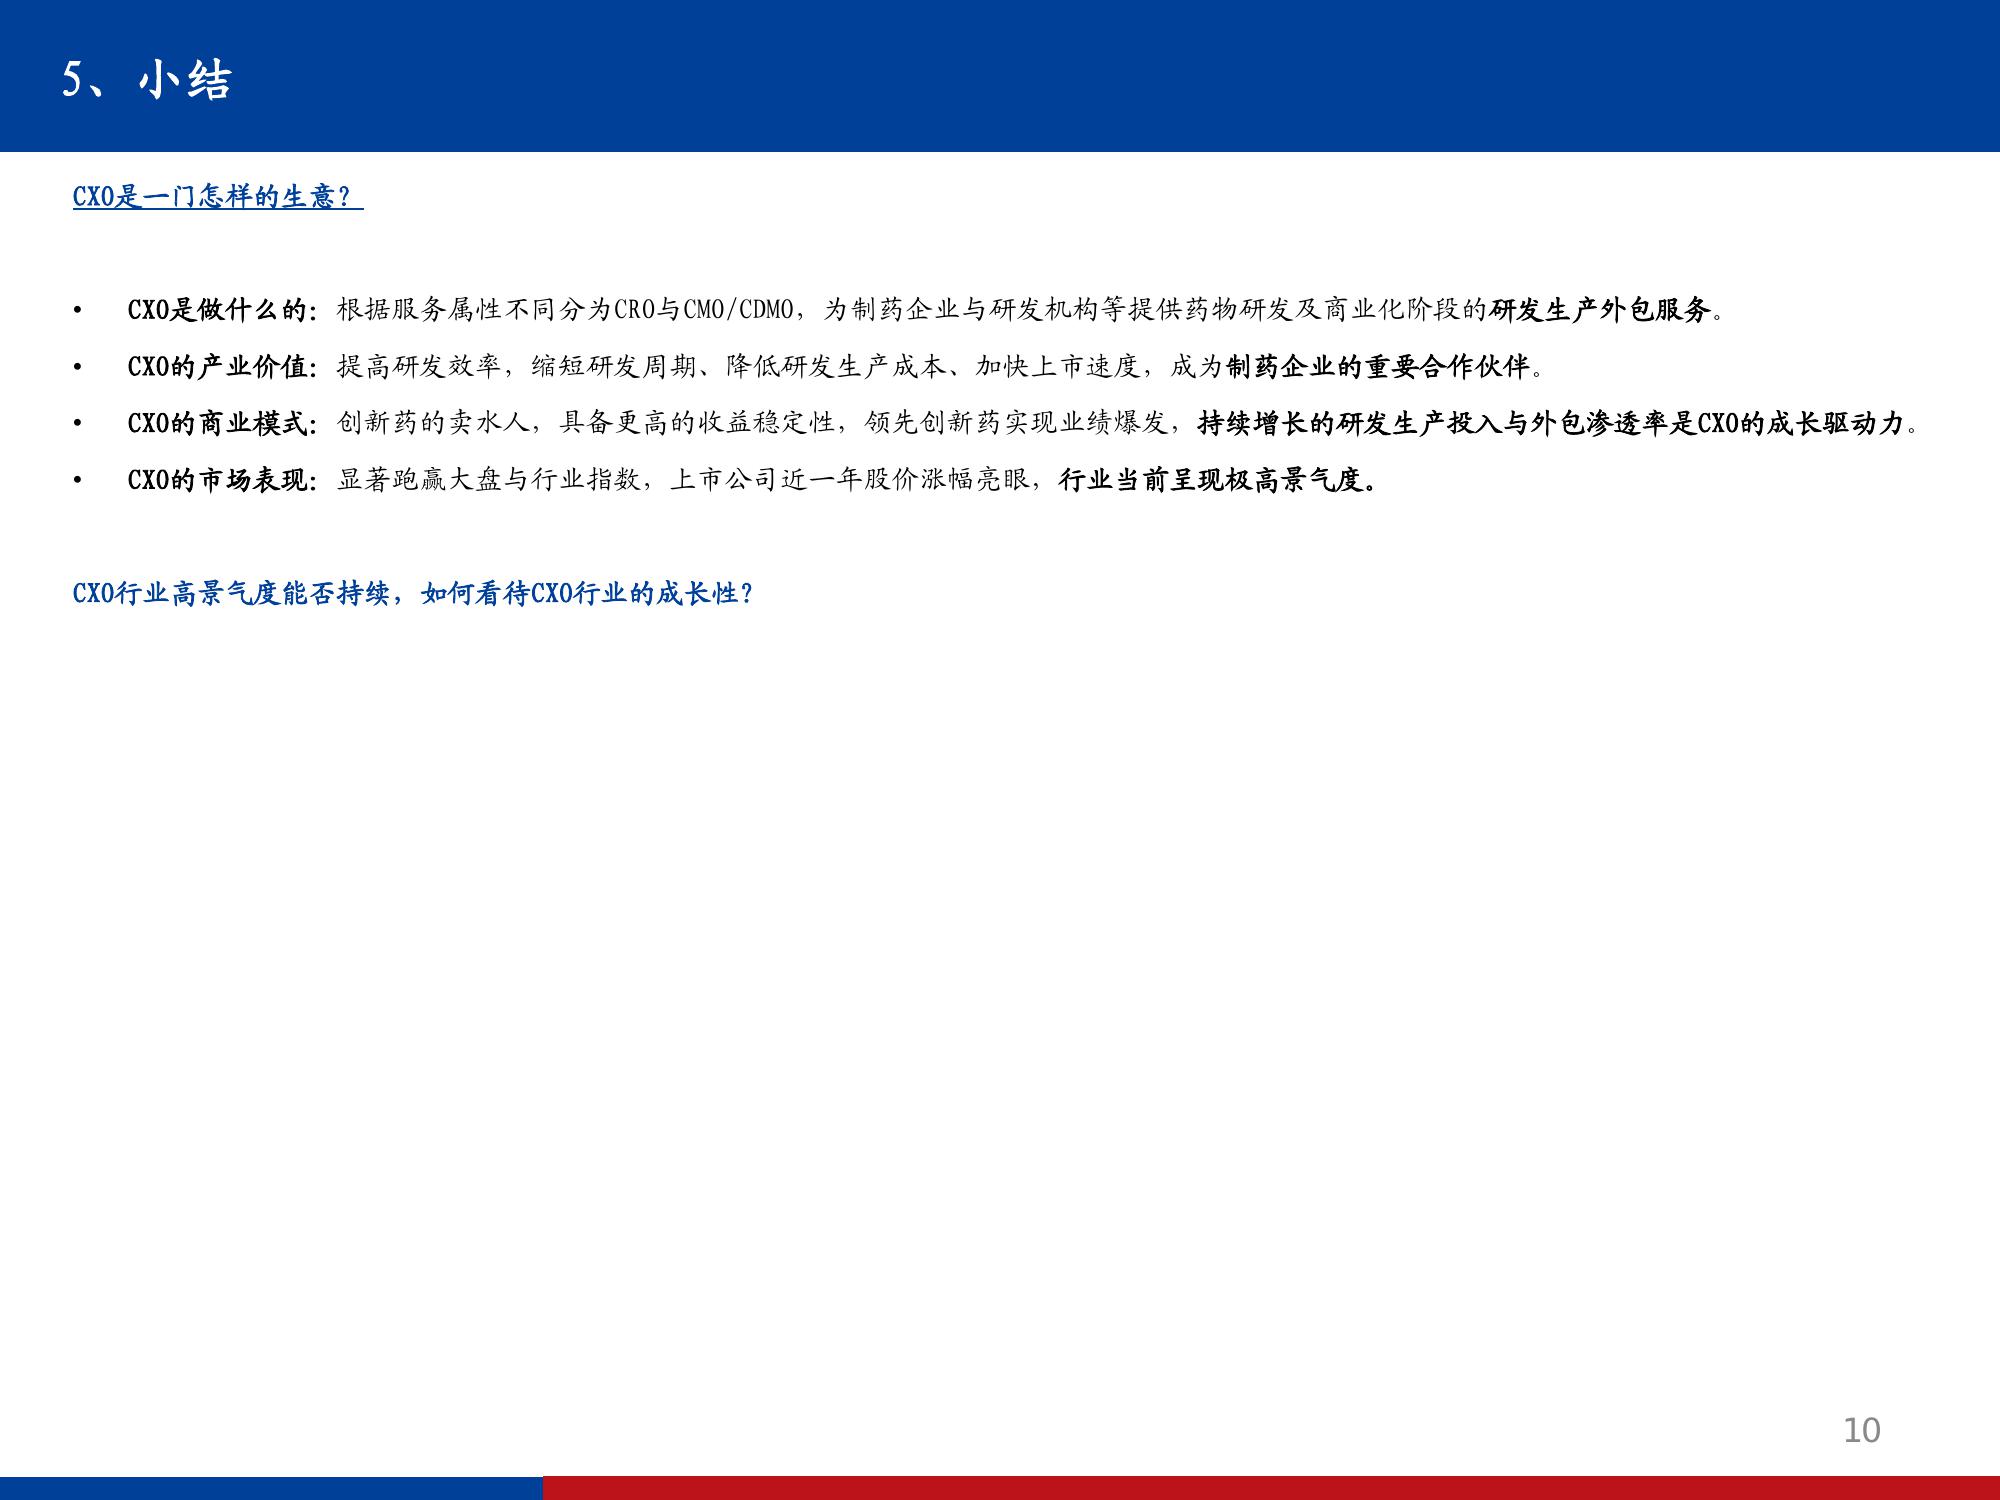 5、小结
CXO是一门怎样的生意？
• CXO是做什么的：根据服务属性不同分为CRO与CMO/CDMO，为制药企业与研发机构等提供药物研发及商业化阶段的研发生产外包服务。
• CXO的产业价值：提高研发效率，缩短研发周期、降低研发生产成本、加快上市速度，成为制药企业的重要合作伙伴。
• CXO的商业模式：创新药的卖水人，具备更高的收益稳定性，领先创新药实现业绩爆发，持续增长的研发生产投入与外包渗透率是CXO的成长驱动力。
• CXO的市场表现：显著跑赢大盘与行业指数，上市公司近一年股价涨幅亮眼，行业当前呈现极高景气度。
CXO行业高景气度能否持续，如何看待CXO行业的成长性？
10